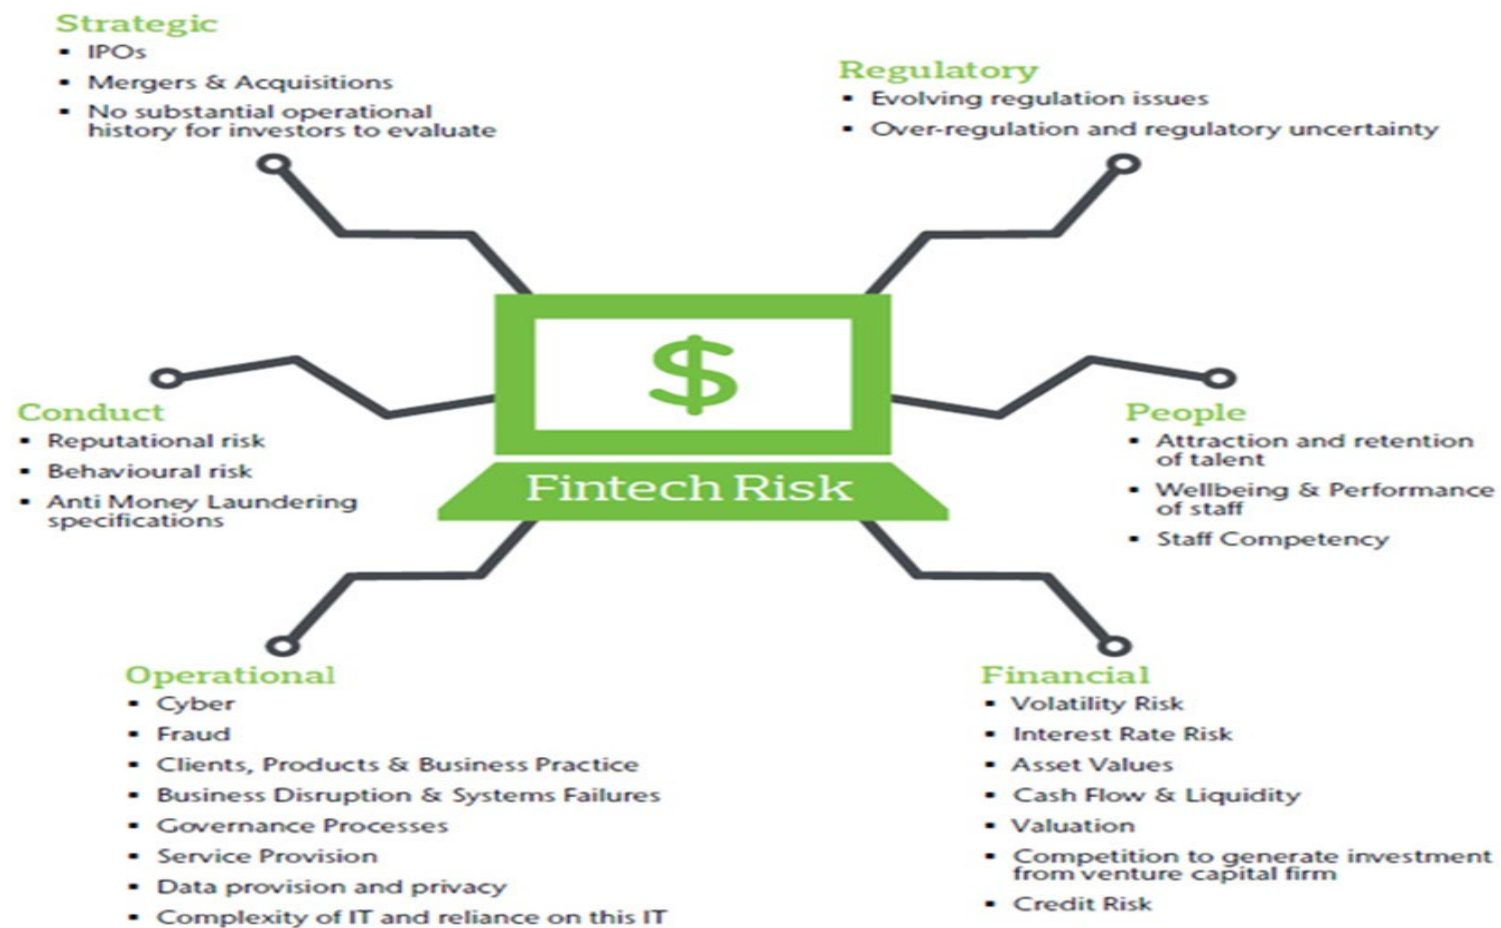 Strategic
▪ IPOs
▪ Mergers & Acquisitions
▪ No substantial operational
history for investors to evaluate
Regulatory
▪ Evolving regulation issues
▪ Over-regulation and regulatory uncertainty
$
Fintech Risk
Conduct
▪ Reputational risk
▪ Behavioural risk
▪ Anti Money Laundering
specifications
People
▪ Attraction and retention
of talent
▪ Wellbeing & Performance
of staff
▪ Staff Competency
Operational
▪ Cyber
▪ Fraud
▪ Clients, Products & Business Practice
▪ Business Disruption & Systems Failures
▪ Governance Processes
▪ Service Provision
▪ Data provision and privacy
▪ Complexity of IT and reliance on this IT
Financial
▪ Volatility Risk
▪ Interest Rate Risk
▪ Asset Values
▪ Cash Flow & Liquidity
▪ Valuation
▪ Competition to generate investment
from venture capital firm
▪ Credit Risk